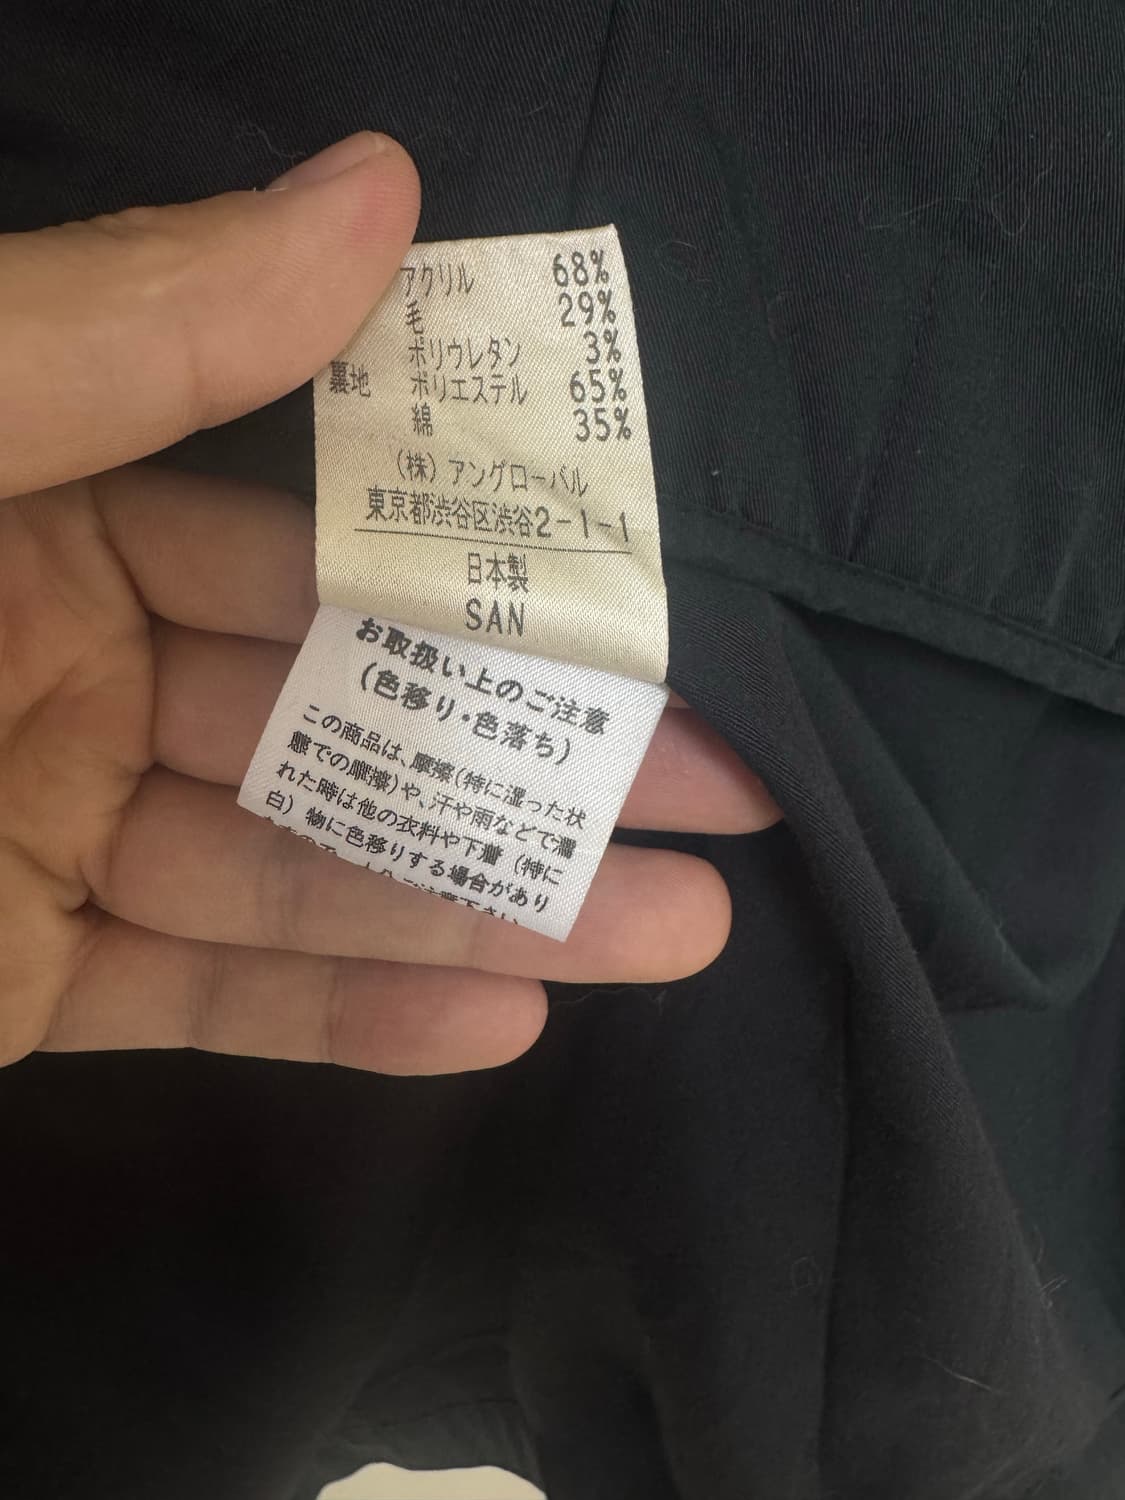 アクリル 68%
毛 29%
ポリウレタン 3%
裏地 ポリエステル 65%
綿 35%
(株)アングローバル
東京都渋谷区渋谷2-1-1
日本製
SAN
お取扱い上のご注意
(色移り・色落ち)
この商品は、摩擦(特に湿った状
態での摩擦)や、汗や雨などで濡
れた時は他の衣料や下着(特に
白)物に色移りする場合があり
ご注意下さい